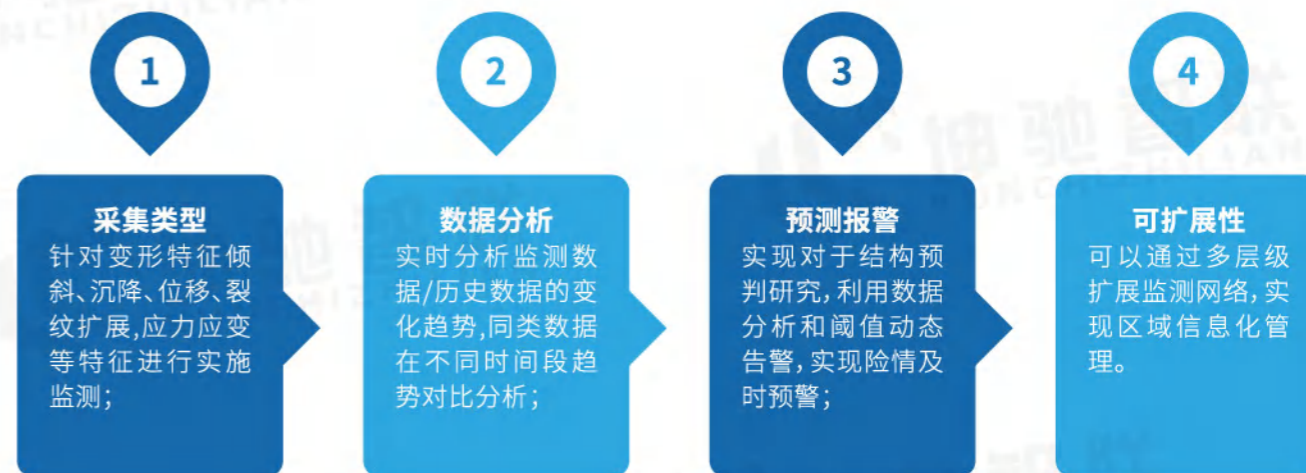 1
采集类型
针对变形特征倾
斜、沉降、位移、裂
纹扩展,应力应变
等特征进行实施
监测；
2
数据分析
实时分析监测数
据/历史数据的变
化趋势,同类数据
在不同时间段趋
势对比分析；
3
预测报警
实现对于结构预
判研究,利用数据
分析和阈值动态
告警,实现险情及
时预警；
4
可扩展性
可以通过多层级
扩展监测网络,实
现区域信息化管
理。